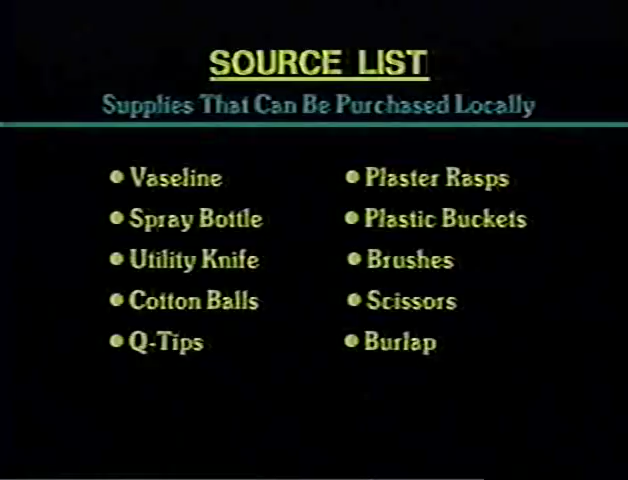 SOURCE LIST
Supplies That Can Be Purchased Locally
Vaseline
Spray Bottle
Utility Knife
Cotton Balls
Q-Tips
Plaster Rasps
Plastic Buckets
Brushes
Scissors
Burlap